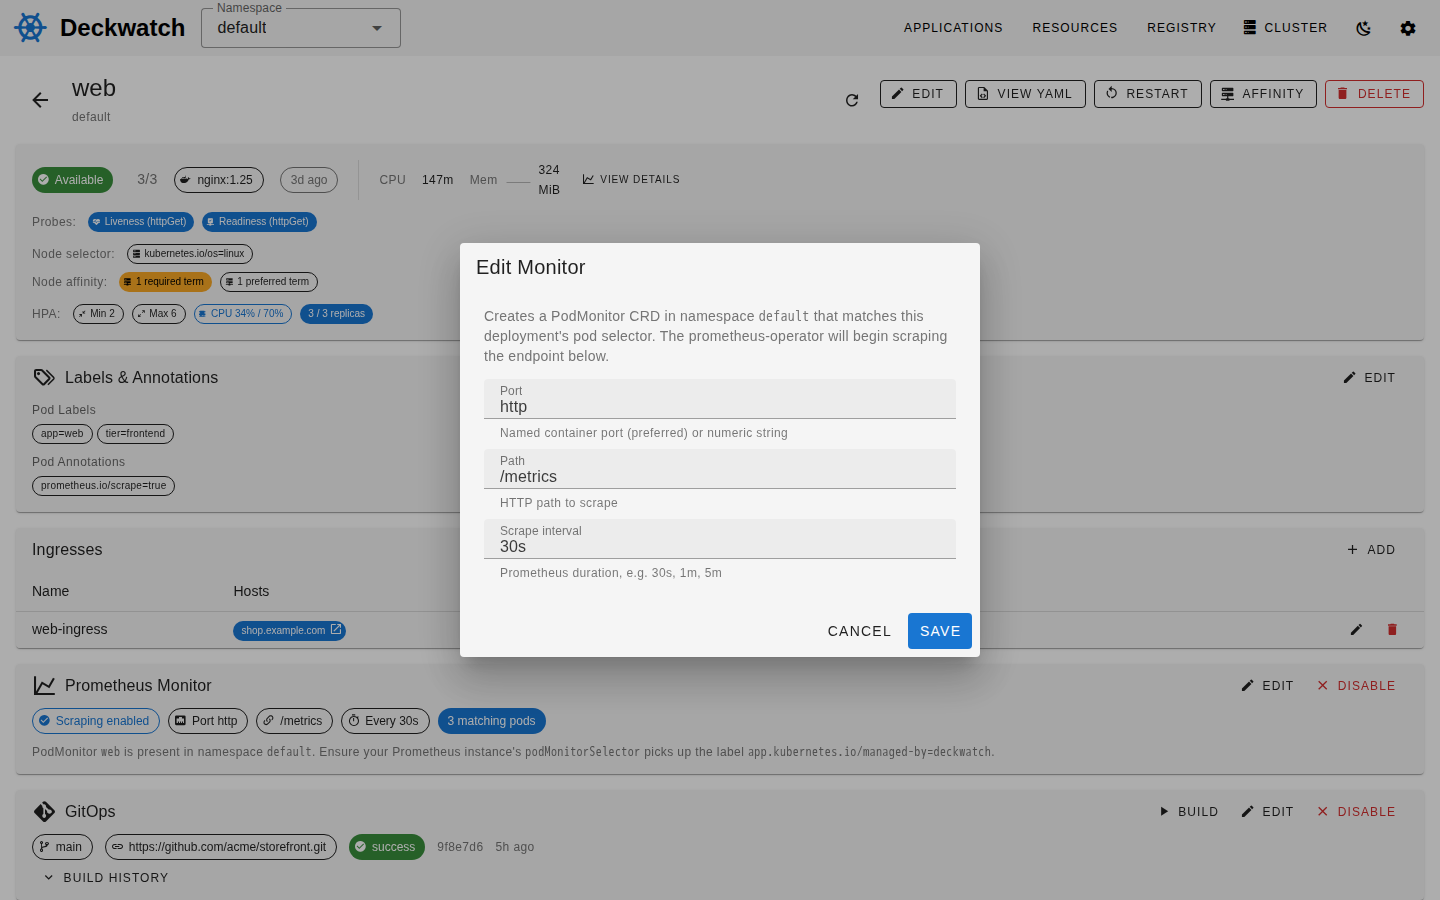 Deckwatch
Namespace
default
APPLICATIONS
RESOURCES
REGISTRY
CLUSTER
web
default
EDIT
VIEW YAML
RESTART
AFFINITY
DELETE
Available
3/3
nginx:1.25
3d ago
CPU
147m
Mem
324
MiB
VIEW DETAILS
Probes:
Liveness (httpGet)
Readiness (httpGet)
Node selector:
kubernetes.io/os=linux
Node affinity:
1 required term
1 preferred term
HPA:
Min 2
Max 6
CPU 34% / 70%
3 / 3 replicas
Labels & Annotations
EDIT
Pod Labels
app=web
tier=frontend
Pod Annotations
prometheus.io/scrape=true
Edit Monitor
Creates a PodMonitor CRD in namespace default that matches this
deployment's pod selector. The prometheus-operator will begin scraping
the endpoint below.
Port
http
Named container port (preferred) or numeric string
Path
/metrics
HTTP path to scrape
Scrape interval
30s
Prometheus duration, e.g. 30s, 1m, 5m
CANCEL
SAVE
Ingresses
ADD
Name
Hosts
web-ingress
shop.example.com
Prometheus Monitor
EDIT
DISABLE
Scraping enabled
Port http
/metrics
Every 30s
3 matching pods
PodMonitor web is present in namespace default. Ensure your Prometheus instance's podMonitorSelector picks up the label app.kubernetes.io/managed-by=deckwatch.
GitOps
BUILD
EDIT
DISABLE
main
https://github.com/acme/storefront.git
success
9f8e7d6
5h ago
BUILD HISTORY